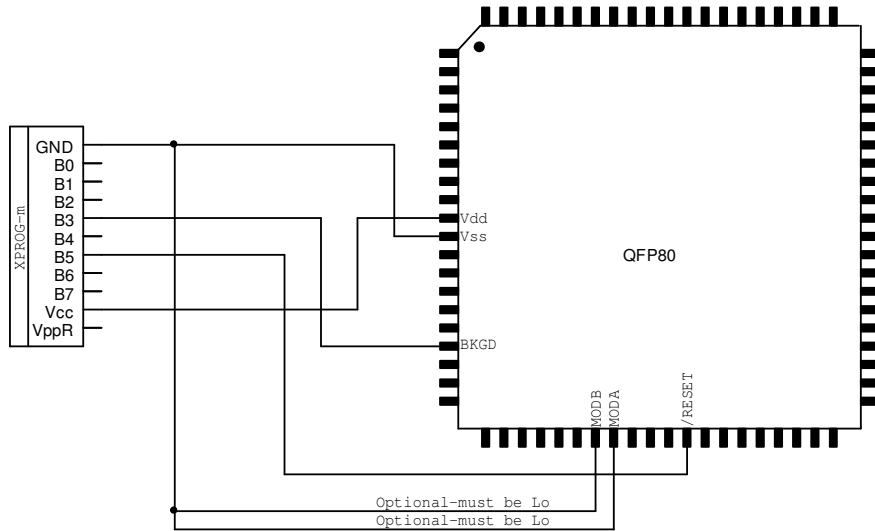 XPROG-m
GND
B0
B1
B2
B3
B4
B5
B6
B7
Vcc
VppR
Vdd
Vss
BKGD
QFP80
MODB
MODA
/RESET
Optional-must be Lo
Optional-must be Lo